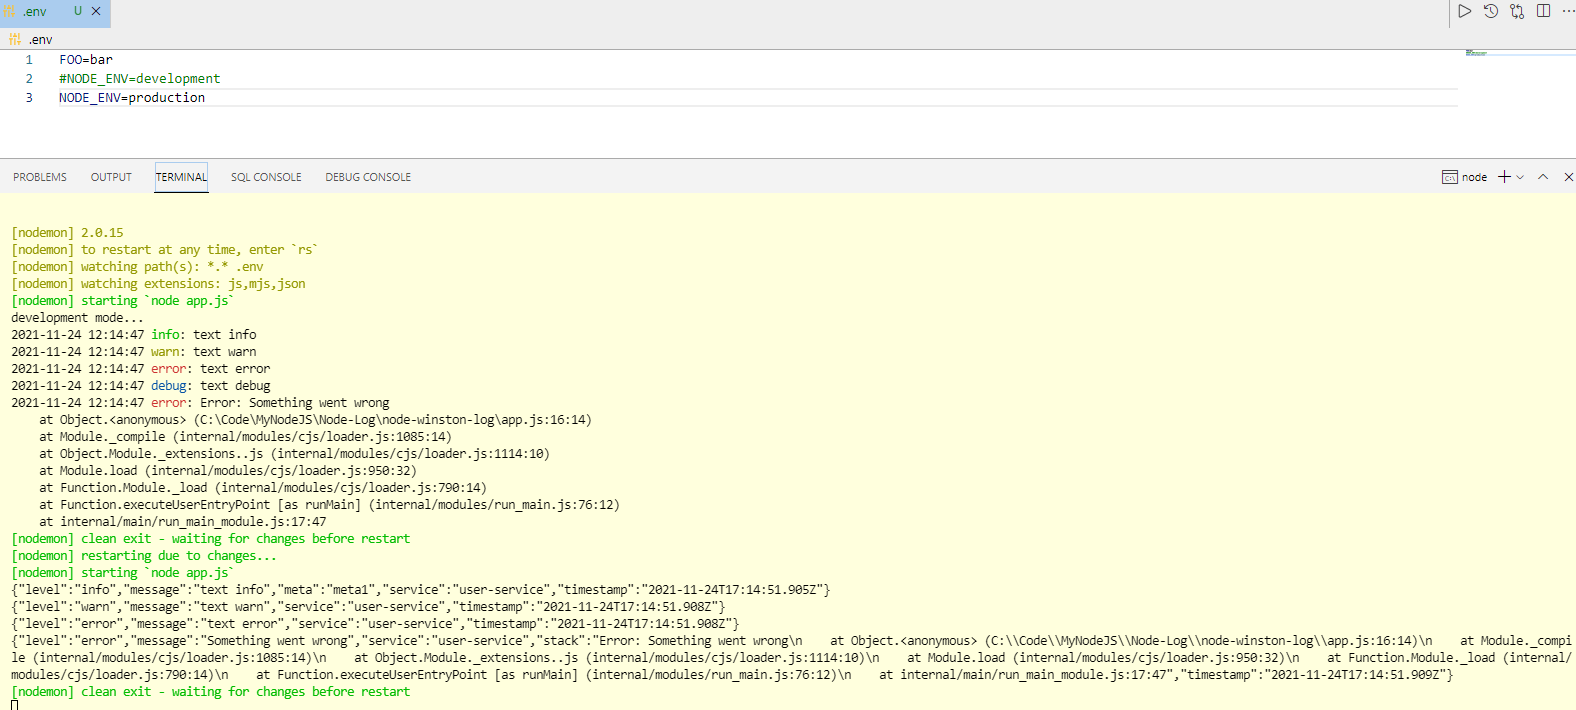 .env U
.env
1 FOO=bar
2 #NODE_ENV=development
3 NODE_ENV=production
PROBLEMS OUTPUT TERMINAL SQL CONSOLE DEBUG CONSOLE node
[nodemon] 2.0.15
[nodemon] to restart at any time, enter `rs`
[nodemon] watching path(s): *.* .env
[nodemon] watching extensions: js,mjs,json
[nodemon] starting `node app.js`
development mode...
2021-11-24 12:14:47 info: text info
2021-11-24 12:14:47 warn: text warn
2021-11-24 12:14:47 error: text error
2021-11-24 12:14:47 debug: text debug
2021-11-24 12:14:47 error: Error: Something went wrong
    at Object.<anonymous> (C:\Code\MyNodeJS\Node-Log\node-winston-log\app.js:16:14)
    at Module._compile (internal/modules/cjs/loader.js:1085:14)
    at Object.Module._extensions..js (internal/modules/cjs/loader.js:1114:10)
    at Module.load (internal/modules/cjs/loader.js:950:32)
    at Function.Module._load (internal/modules/cjs/loader.js:790:14)
    at Function.executeUserEntryPoint [as runMain] (internal/modules/run_main.js:76:12)
    at internal/main/run_main_module.js:17:47
[nodemon] clean exit - waiting for changes before restart
[nodemon] restarting due to changes...
[nodemon] starting `node app.js`
{"level":"info","message":"text info","meta":"meta1","service":"user-service","timestamp":"2021-11-24T17:14:51.905Z"}
{"level":"warn","message":"text warn","service":"user-service","timestamp":"2021-11-24T17:14:51.908Z"}
{"level":"error","message":"text error","service":"user-service","timestamp":"2021-11-24T17:14:51.908Z"}
{"level":"error","message":"Something went wrong","service":"user-service","stack":"Error: Something went wrong\n    at Object.<anonymous> (C:\\Code\\MyNodeJS\\Node-Log\\node-winston-log\\app.js:16:14)\n    at Module._compi
le (internal/modules/cjs/loader.js:1085:14)\n    at Object.Module._extensions..js (internal/modules/cjs/loader.js:1114:10)\n    at Module.load (internal/modules/cjs/loader.js:950:32)\n    at Function.Module._load (internal/
modules/cjs/loader.js:790:14)\n    at Function.executeUserEntryPoint [as runMain] (internal/modules/run_main.js:76:12)\n    at internal/main/run_main_module.js:17:47","timestamp":"2021-11-24T17:14:51.909Z"}
[nodemon] clean exit - waiting for changes before restart